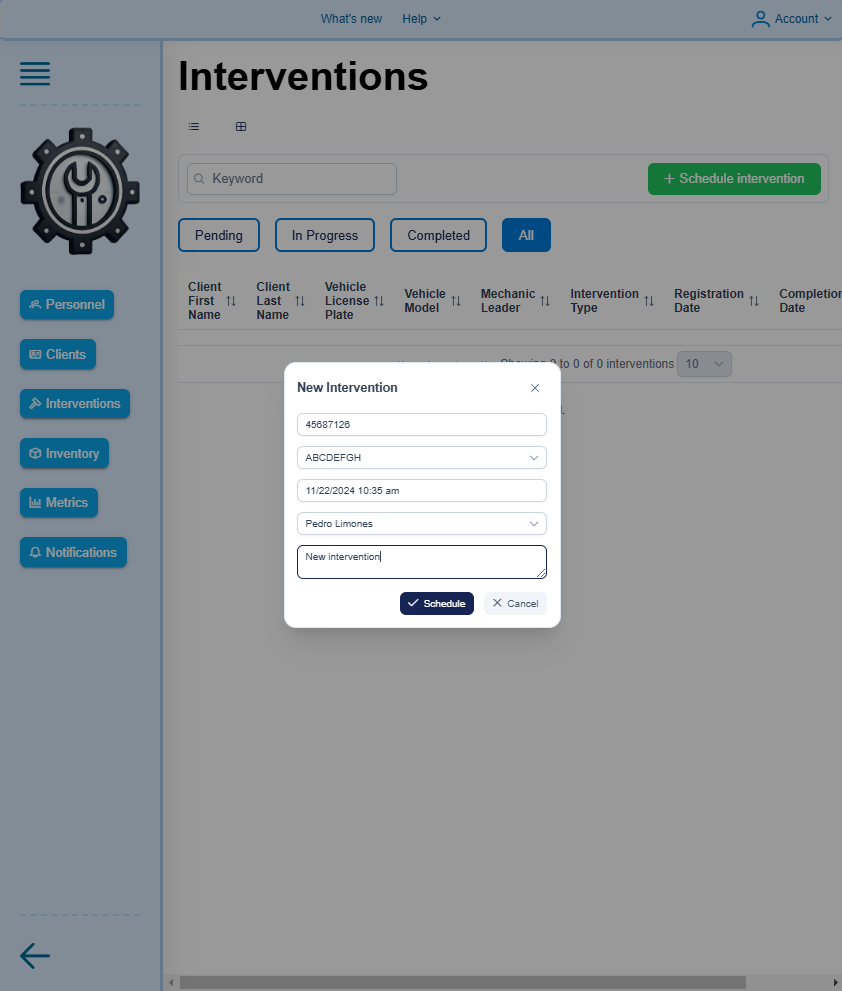 What's new Help Account
Interventions
Keyword
Schedule intervention
Pending In Progress Completed All
Client First Name Client Last Name Vehicle License Plate Vehicle Model Mechanic Leader Intervention Type Registration Date Completion Date
to 0 of 0 interventions 10
Personnel
Clients
Interventions
Inventory
Metrics
Notifications
New Intervention
45687126
ABCDEFGH
11/22/2024 10:35 am
Pedro Limones
New intervention
Schedule Cancel